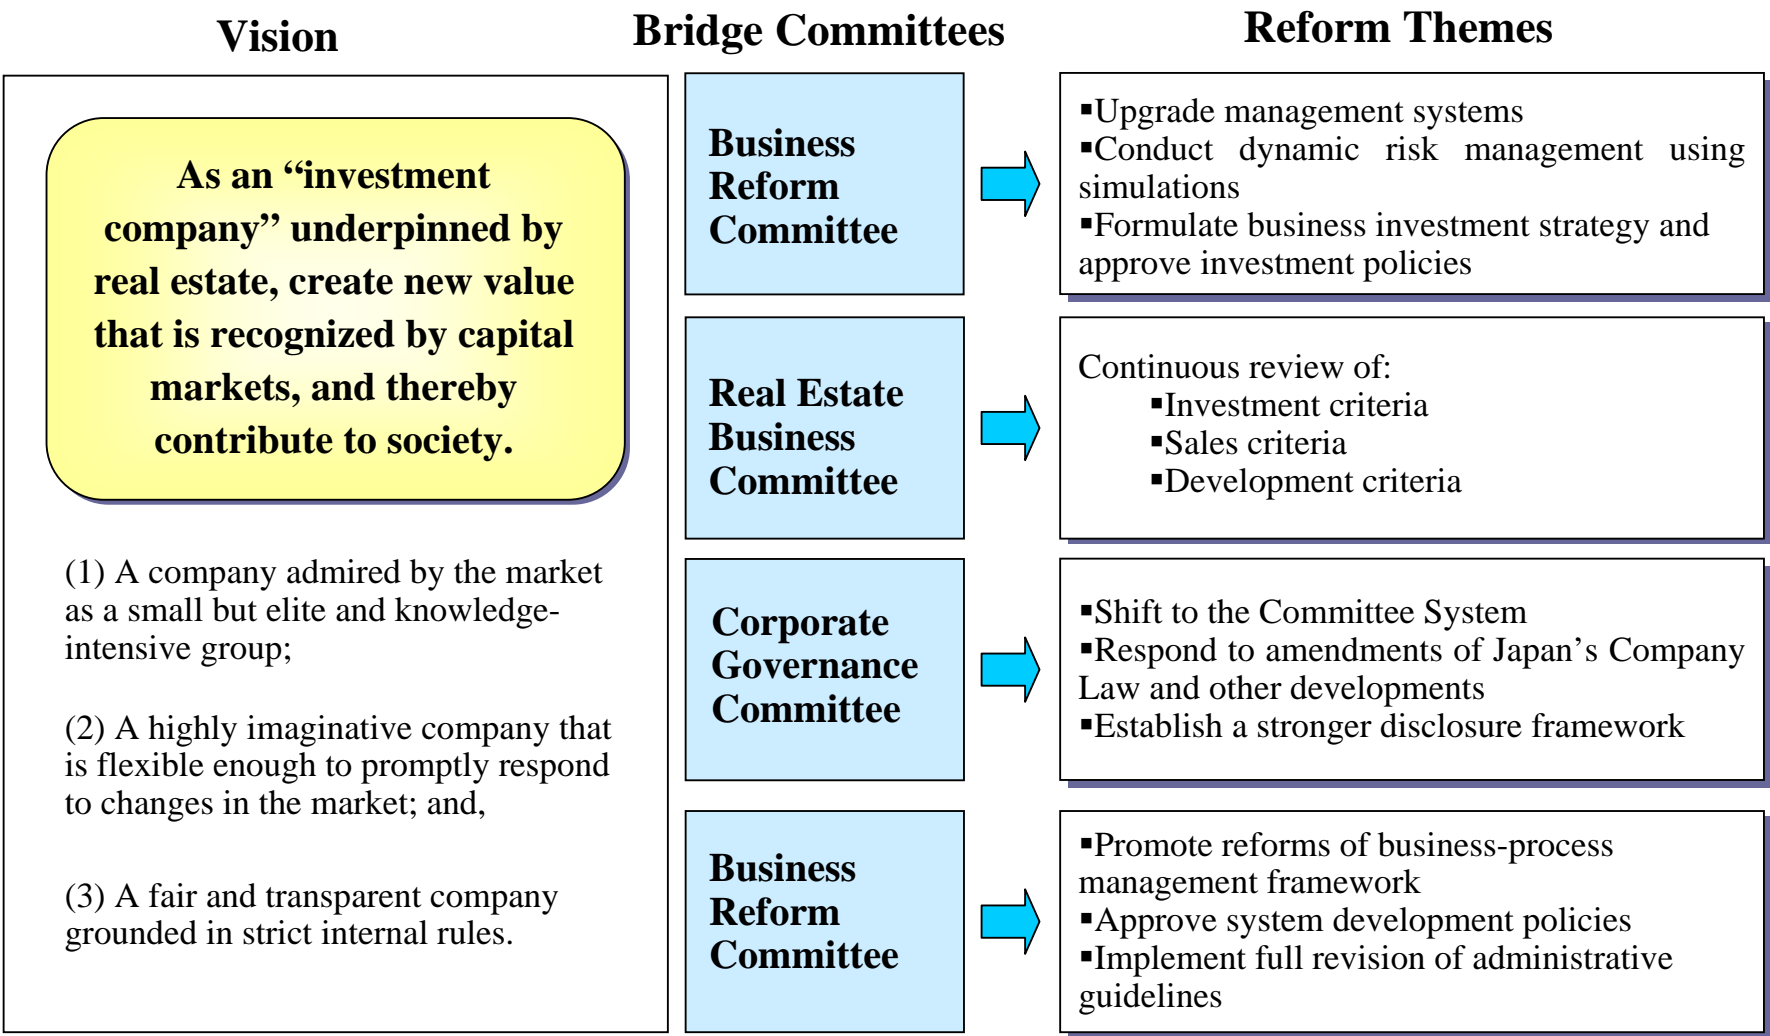 Vision
Bridge Committees
Reform Themes
As an “investment
company” underpinned by
real estate, create new value
that is recognized by capital
markets, and thereby
contribute to society.
(1) A company admired by the market
as a small but elite and knowledge-
intensive group;
(2) A highly imaginative company that
is flexible enough to promptly respond
to changes in the market; and,
(3) A fair and transparent company
grounded in strict internal rules.
Business
Reform
Committee
▪Upgrade management systems
▪Conduct dynamic risk management using
simulations
▪Formulate business investment strategy and
approve investment policies
Real Estate
Business
Committee
Continuous review of:
▪Investment criteria
▪Sales criteria
▪Development criteria
Corporate
Governance
Committee
▪Shift to the Committee System
▪Respond to amendments of Japan’s Company
Law and other developments
▪Establish a stronger disclosure framework
Business
Reform
Committee
▪Promote reforms of business-process
management framework
▪Approve system development policies
▪Implement full revision of administrative
guidelines